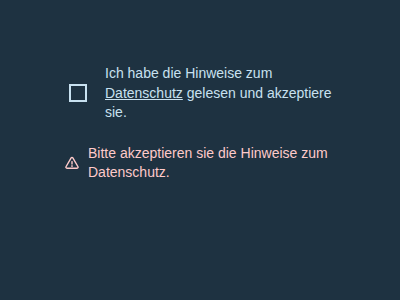 Ich habe die Hinweise zum
Datenschutz gelesen und akzeptiere
sie.
Bitte akzeptieren sie die Hinweise zum
Datenschutz.